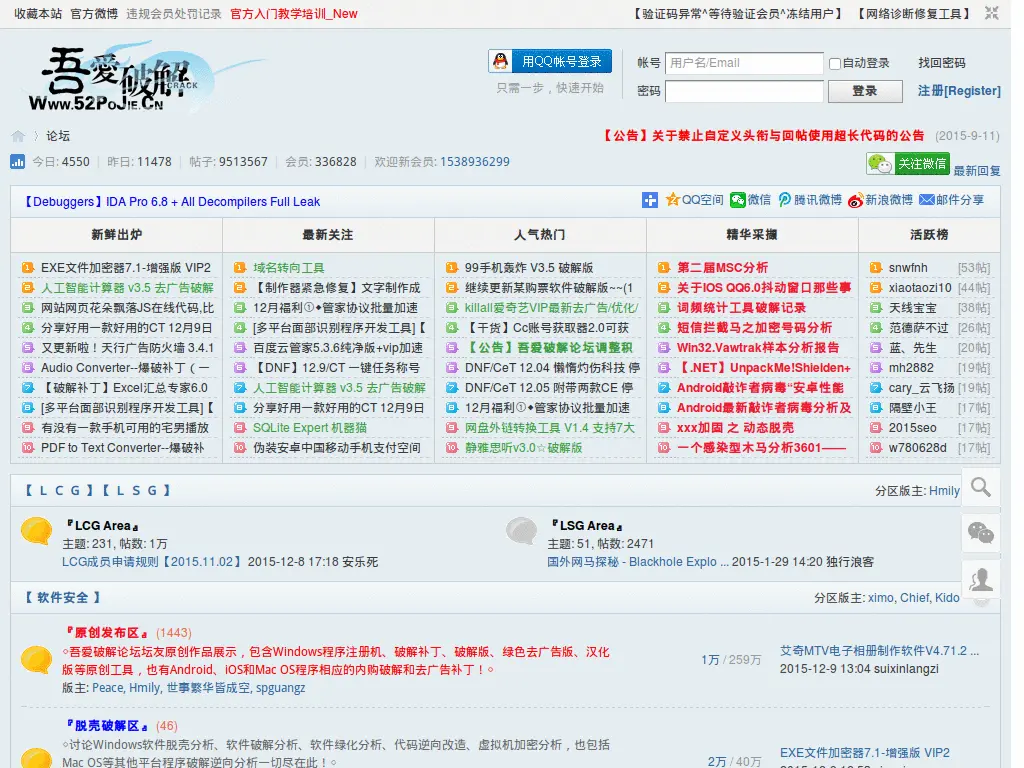 收藏本站 官方微博 违规会员处罚记录 官方入门教学培训_New 【验证码异常^等待验证会员^冻结用户】 【网络诊断修复工具】
吾爱破解 CRACK
www.52PoJie.Cn
用QQ帐号登录
只需一步，快速开始
帐号 用户名/Email 自动登录 找回密码
密码 登录 注册[Register]
论坛
【公告】关于禁止自定义头衔与回帖使用超长代码的公告 (2015-9-11)
今日: 4550 | 昨日: 11478 | 帖子: 9513567 | 会员: 336828 | 欢迎新会员: 1538936299
关注微信 最新回复
【Debuggers】IDA Pro 6.8 + All Decompilers Full Leak
QQ空间 微信 腾讯微博 新浪微博 邮件分享
新鲜出炉 最新关注 人气热门 精华采撷 活跃榜
1 EXE文件加密器7.1-增强版 VIP2
2 人工智能计算器 v3.5 去广告破解
3 网站网页花朵飘落JS在线代码,比
4 分享好用一款好用的CT 12月9日
5 又更新啦！天行广告防火墙 3.4.1
6 Audio Converter--爆破补丁（一
7 【破解补丁】Excel汇总专家6.0
8 [多平台面部识别程序开发工具]【
9 有没有一款手机可用的宅男播放
10 PDF to Text Converter--爆破补
1 域名转向工具
2 【制作器紧急修复】文字制作成
3 12月福利①◆管家协议批量加速
4 [多平台面部识别程序开发工具]【
5 百度云管家5.3.6纯净版+vip加速
6 【DNF】12.9/CT 一键任务称号
7 人工智能计算器 v3.5 去广告破解
8 分享好用一款好用的CT 12月9日
9 SQLite Expert 机器猫
10 伪装安卓中国移动手机支付空间
1 99手机轰炸 V3.5 破解版
2 继续更新某购票软件破解版~~(1
3 killall爱奇艺VIP最新去广告/优化/
4 【干货】Cc账号获取器2.0可获
5 【公告】吾爱破解论坛调整积
6 DNF/CeT 12.04 懒惰灼伤科技 停
7 DNF/CeT 12.05 附带两款CE 停
8 12月福利①◆管家协议批量加速
9 网盘外链转换工具 V1.4 支持7大
10 静雅思听v3.0☆破解版
1 第二届MSC分析
2 关于IOS QQ6.0抖动窗口那些事
3 词频统计工具破解记录
4 短信拦截马之加密号码分析
5 Win32.Vawtrak样本分析报告
6 【.NET】UnpackMe!Shielden+
7 Android敲诈者病毒“安卓性能
8 Android最新敲诈者病毒分析及
9 xxx加固 之 动态脱壳
10 一个感染型木马分析3601——
1 snwfnh [53帖]
2 xiaotaozi10 [44帖]
3 天线宝宝 [38帖]
4 范德萨不过 [26帖]
5 蓝、先生 [20帖]
6 mh2882 [19帖]
7 cary_云飞扬 [19帖]
8 隔壁小王 [17帖]
9 2015seo [17帖]
10 w780628d [17帖]
【 L C G 】【 L S G 】 分区版主: Hmily
『LCG Area』
主题: 231, 帖数: 1万
LCG成员申请规则【2015.11.02】 2015-12-8 17:18 安乐死
『LSG Area』
主题: 51, 帖数: 2471
国外网马探秘 - Blackhole Explo ... 2015-1-29 14:20 独行浪客
【 软件安全 】 分区版主: ximo, Chief, Kido
『原创发布区』 (1443)
○吾爱破解论坛坛友原创作品展示，包含Windows程序注册机、破解补丁、破解版、绿色去广告版、汉化
版等原创工具，也有Android、iOS和Mac OS程序相应的内购破解和去广告补丁！○
版主: Peace, Hmily, 世事繁华皆成空, spguangz
1万 / 259万
艾奇MTV电子相册制作软件V4.71.2 ...
2015-12-9 13:04 suixinlangzi
『脱壳破解区』 (46)
○讨论Windows软件脱壳分析、软件破解分析、软件绿化分析、代码逆向改造、虚拟机加密分析，也包括
Mac OS等其他平台程序破解逆向分析一切尽在此！○
2万 / 40万
EXE文件加密器7.1-增强版 VIP2